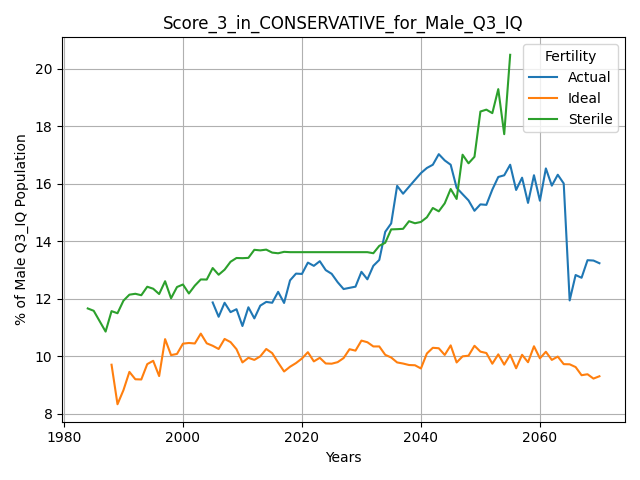 Score_3_in_CONSERVATIVE_for_Male_Q3_IQ
% of Male Q3_IQ Population
20
18
16
14
12
10
8
Fertility
Actual
Ideal
Sterile
1980
2000
2020
2040
2060
Years